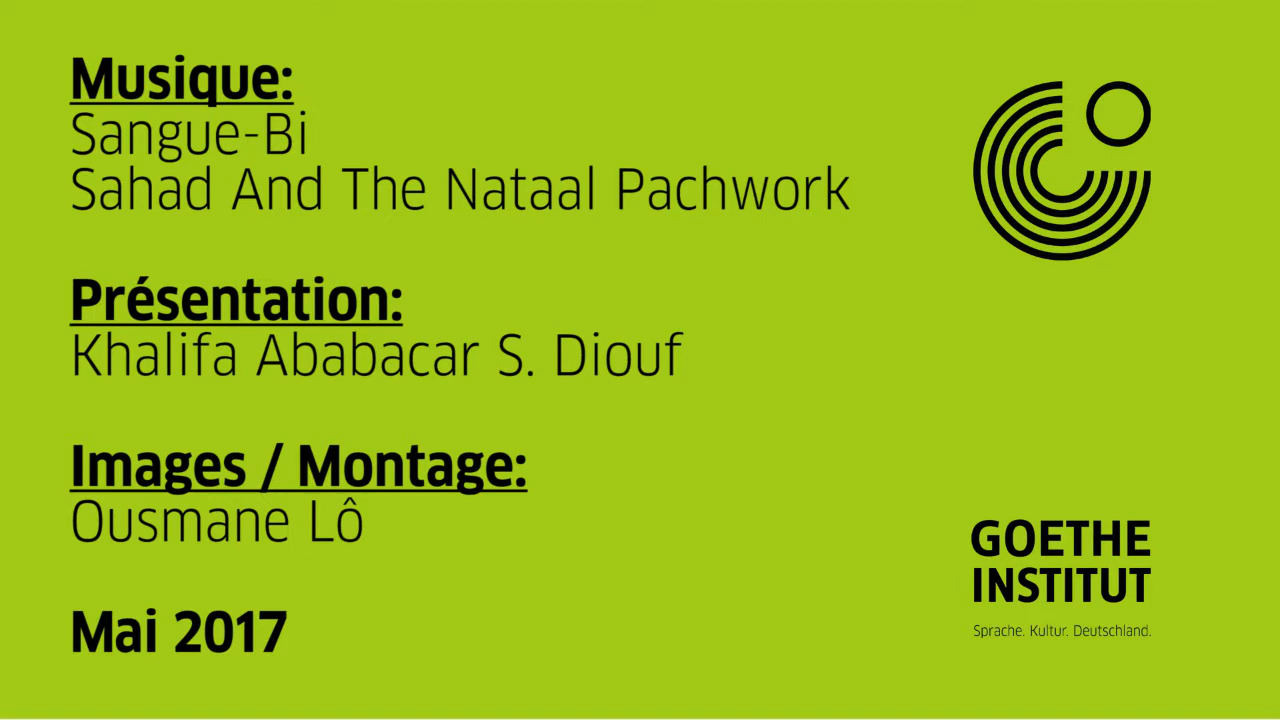 Musique:
Sangue-Bi
Sahad And The Nataal Pachwork
Présentation:
Khalifa Ababacar S. Diouf
Images / Montage:
Ousmane Lô
Mai 2017
GOETHE
INSTITUT
Sprache. Kultur. Deutschland.